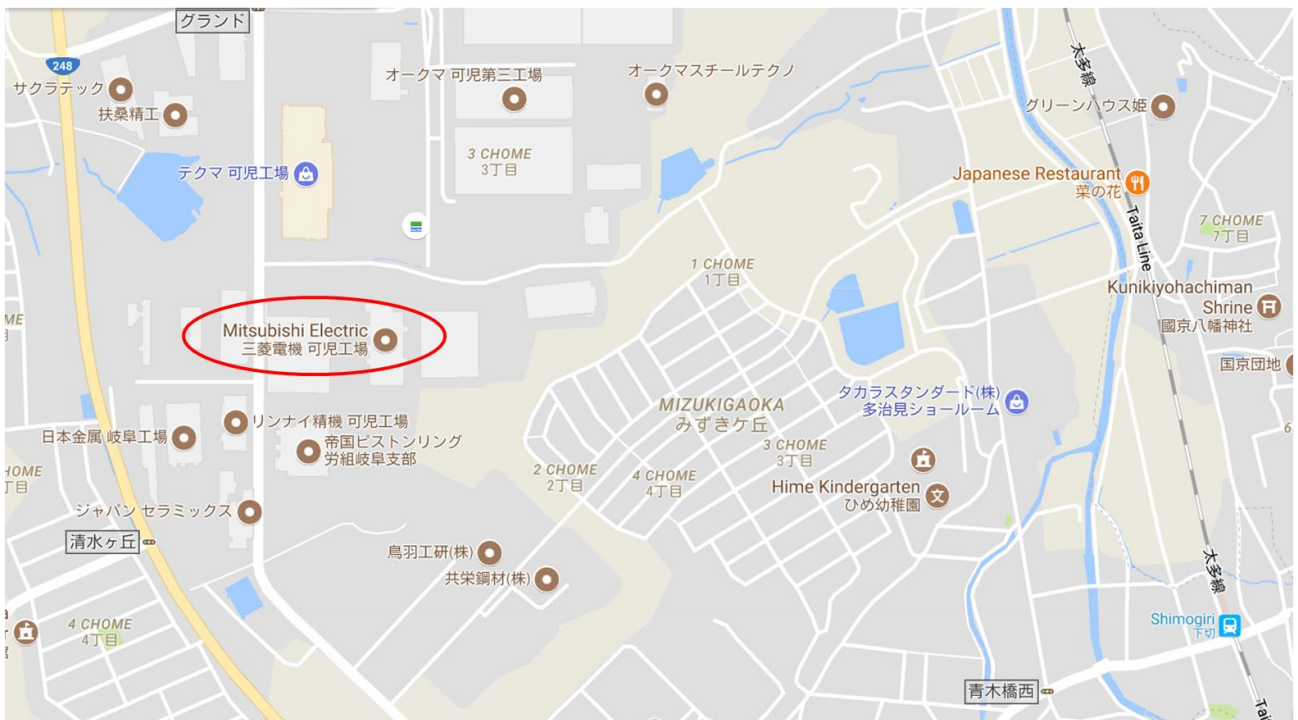 グランド
248
サクラテック
扶桑精工
オークマ 可児第三工場
オークマスチールテクノ
太多線
グリーンハウス姫
3 CHOME
3丁目
テクマ 可児工場
Japanese Restaurant
菜の花
Taita Line
7 CHOME
7丁目
1 CHOME
1丁目
Kunikiyohachiman
Shrine
國京八幡神社
ME
Mitsubishi Electric
三菱電機 可児工場
国京団地
MIZUKIGAOKA
みずきケ丘
タカラスタンダード(株)
多治見ショールーム
リンナイ精機 可児工場
日本金属 岐阜工場
帝国ピストンリング
労組岐阜支部
3 CHOME
3丁目
6
HOME
丁目
2 CHOME
2丁目
4 CHOME
4丁目
Hime Kindergarten
ひめ幼稚園
ジャパン セラミックス
清水ヶ丘
鳥羽工研(株)
共栄鋼材(株)
太多線
4 CHOME
4丁目
Shimogiri
下切
青木橋西
Tai